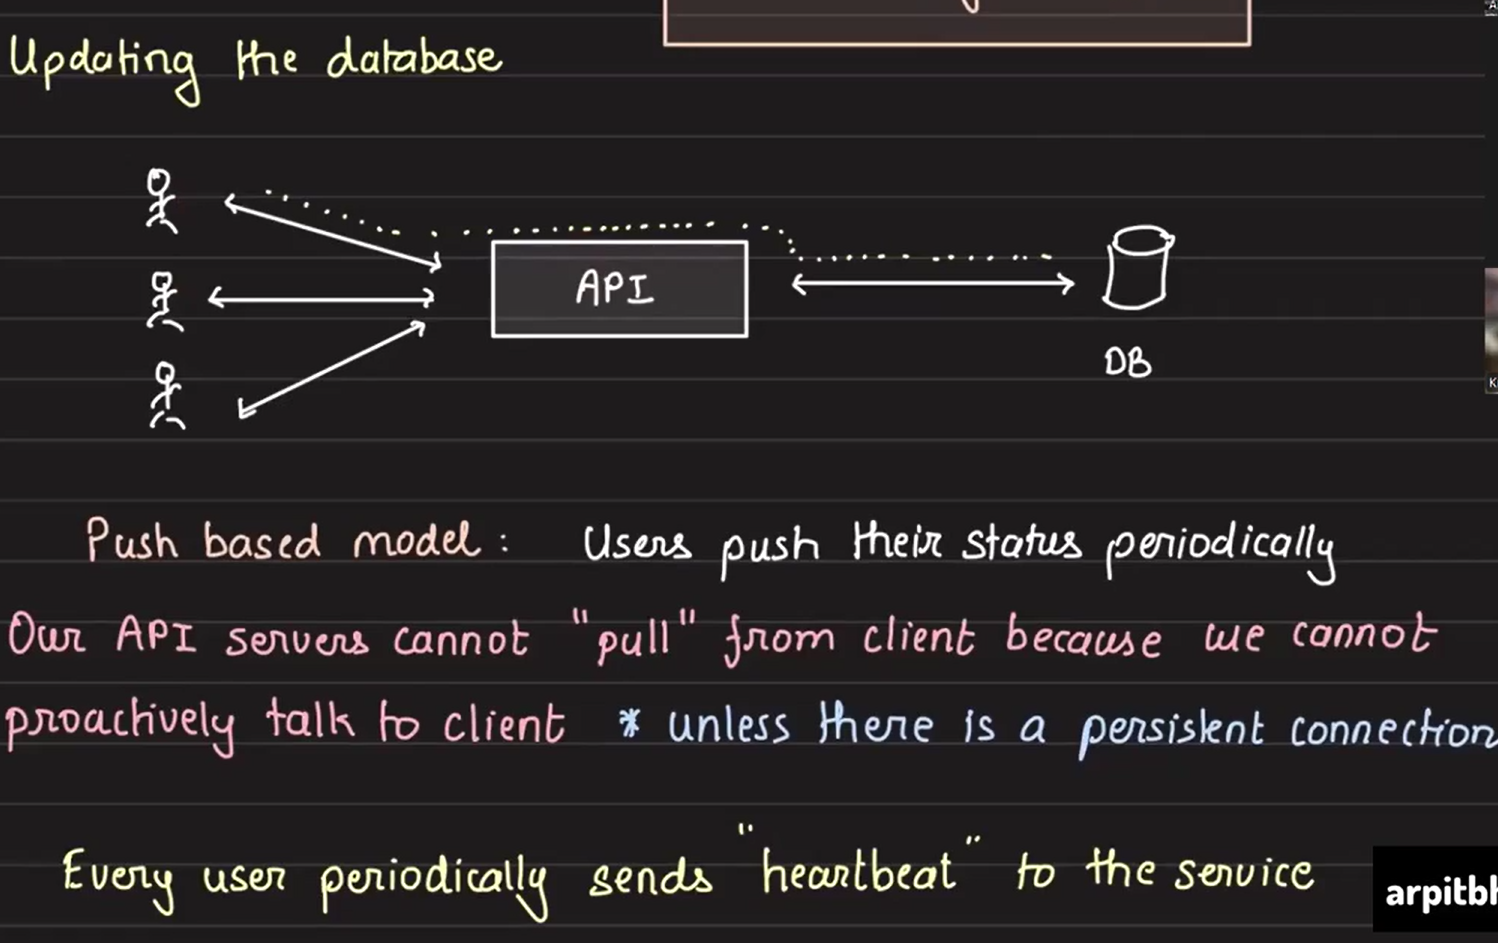 Updating the database
API
DB
Push based model: Users push their status periodically
Our API servers cannot "pull" from client because we cannot
proactively talk to client * unless there is a persistent connection
Every user periodically sends "heartbeat" to the service
arpitbh